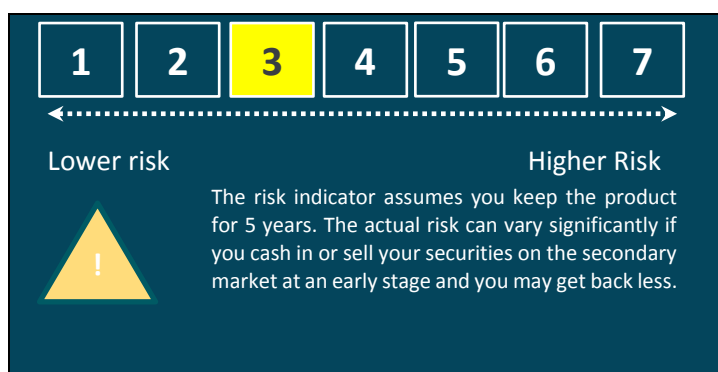 1 2 3 4 5 6 7
Lower risk Higher Risk
The risk indicator assumes you keep the product
for 5 years. The actual risk can vary significantly if
you cash in or sell your securities on the secondary
market at an early stage and you may get back less.
!